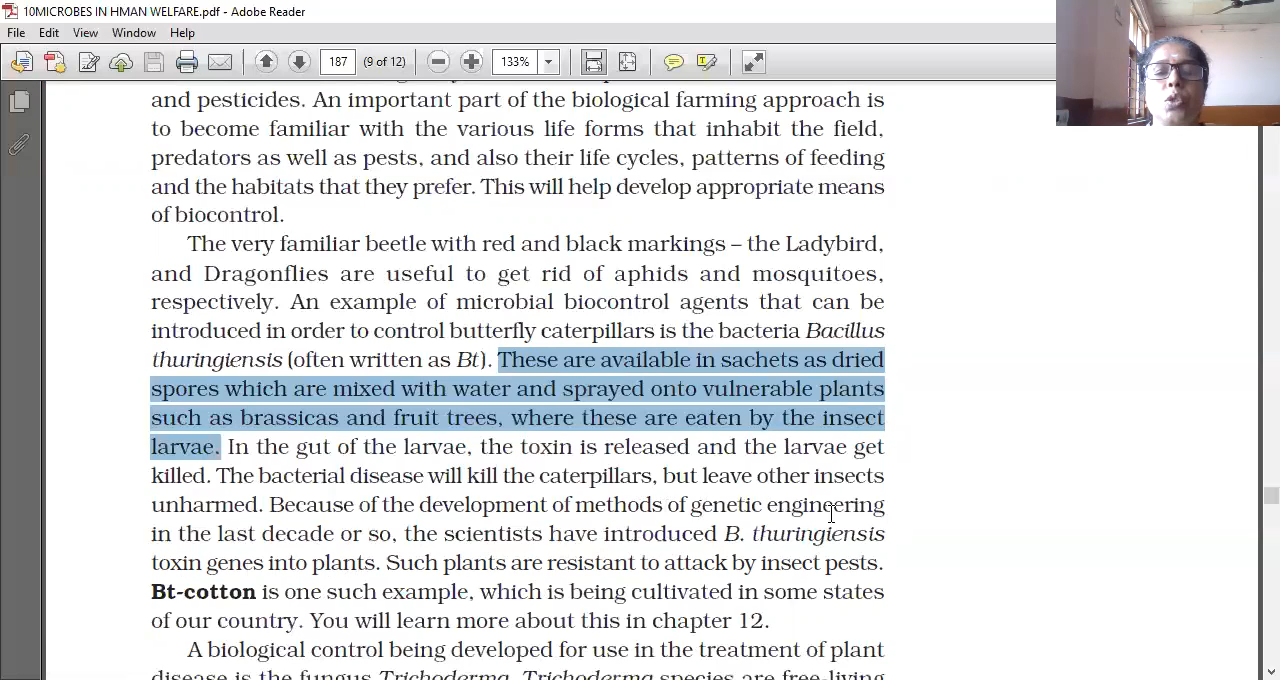 10MICROBES IN HMAN WELFARE.pdf - Adobe Reader
File Edit View Window Help
187 (9 of 12) 133%
and pesticides. An important part of the biological farming approach is
to become familiar with the various life forms that inhabit the field,
predators as well as pests, and also their life cycles, patterns of feeding
and the habitats that they prefer. This will help develop appropriate means
of biocontrol.
The very familiar beetle with red and black markings – the Ladybird,
and Dragonflies are useful to get rid of aphids and mosquitoes,
respectively. An example of microbial biocontrol agents that can be
introduced in order to control butterfly caterpillars is the bacteria Bacillus
thuringiensis (often written as Bt). These are available in sachets as dried
spores which are mixed with water and sprayed onto vulnerable plants
such as brassicas and fruit trees, where these are eaten by the insect
larvae. In the gut of the larvae, the toxin is released and the larvae get
killed. The bacterial disease will kill the caterpillars, but leave other insects
unharmed. Because of the development of methods of genetic engineering
in the last decade or so, the scientists have introduced B. thuringiensis
toxin genes into plants. Such plants are resistant to attack by insect pests.
Bt-cotton is one such example, which is being cultivated in some states
of our country. You will learn more about this in chapter 12.
A biological control being developed for use in the treatment of plant
disease is the fungus Trichoderma. Trichoderma species are free-living